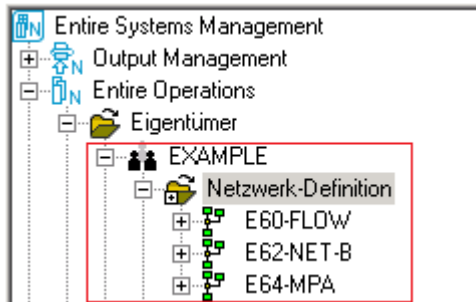 Entire Systems Management
Output Management
Entire Operations
Eigentümer
EXAMPLE
Netzwerk-Definition
E60-FLOW
E62-NET-B
E64-MPA